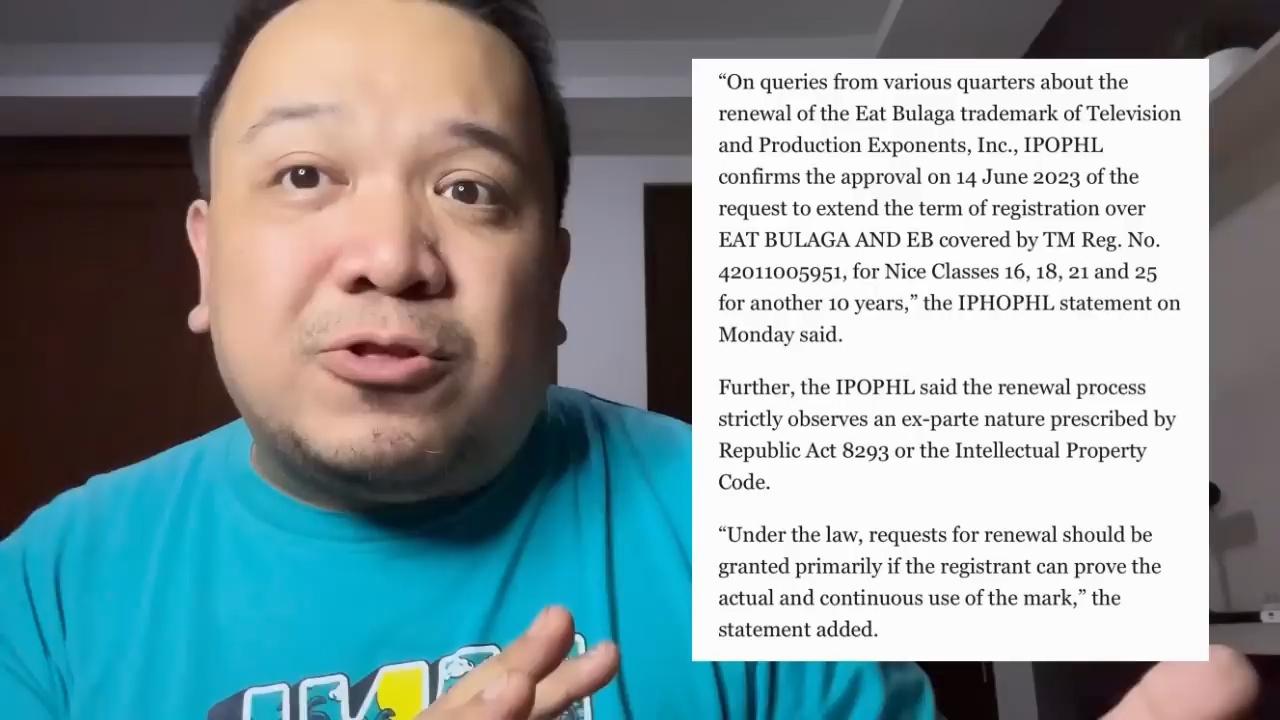 “On queries from various quarters about the
renewal of the Eat Bulaga trademark of Television
and Production Exponents, Inc., IPOPHL
confirms the approval on 14 June 2023 of the
request to extend the term of registration over
EAT BULAGA AND EB covered by TM Reg. No.
42011005951, for Nice Classes 16, 18, 21 and 25
for another 10 years,” the IPHOPHL statement on
Monday said.
Further, the IPOPHL said the renewal process
strictly observes an ex-parte nature prescribed by
Republic Act 8293 or the Intellectual Property
Code.
“Under the law, requests for renewal should be
granted primarily if the registrant can prove the
actual and continuous use of the mark,” the
statement added.